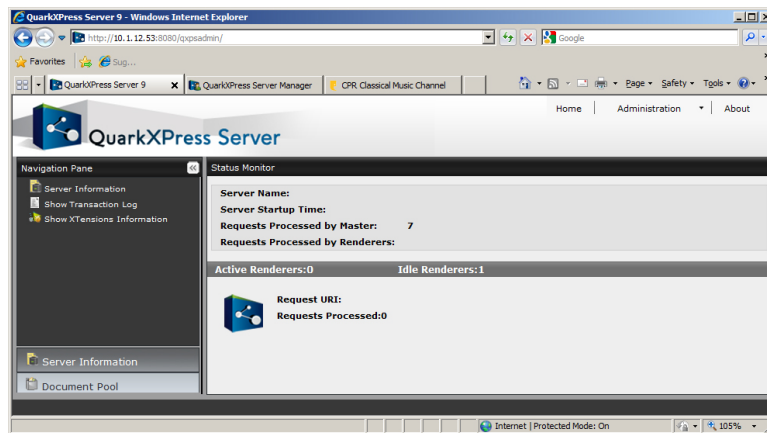 QuarkXPress Server 9 - Windows Internet Explorer
http://10.1.12.53:8080/qxpsadmin/
Google
Favorites Sug...
QuarkXPress Server 9 QuarkXPress Server Manager CPR Classical Music Channel Page Safety Tools
Home Administration About
QuarkXPress Server
Navigation Pane Status Monitor
Server Information
Show Transaction Log
Show XTensions Information
Server Name:
Server Startup Time:
Requests Processed by Master: 7
Requests Processed by Renderers:
Active Renderers:0 Idle Renderers:1
Request URI:
Requests Processed:0
Server Information
Document Pool
Internet | Protected Mode: On 105%